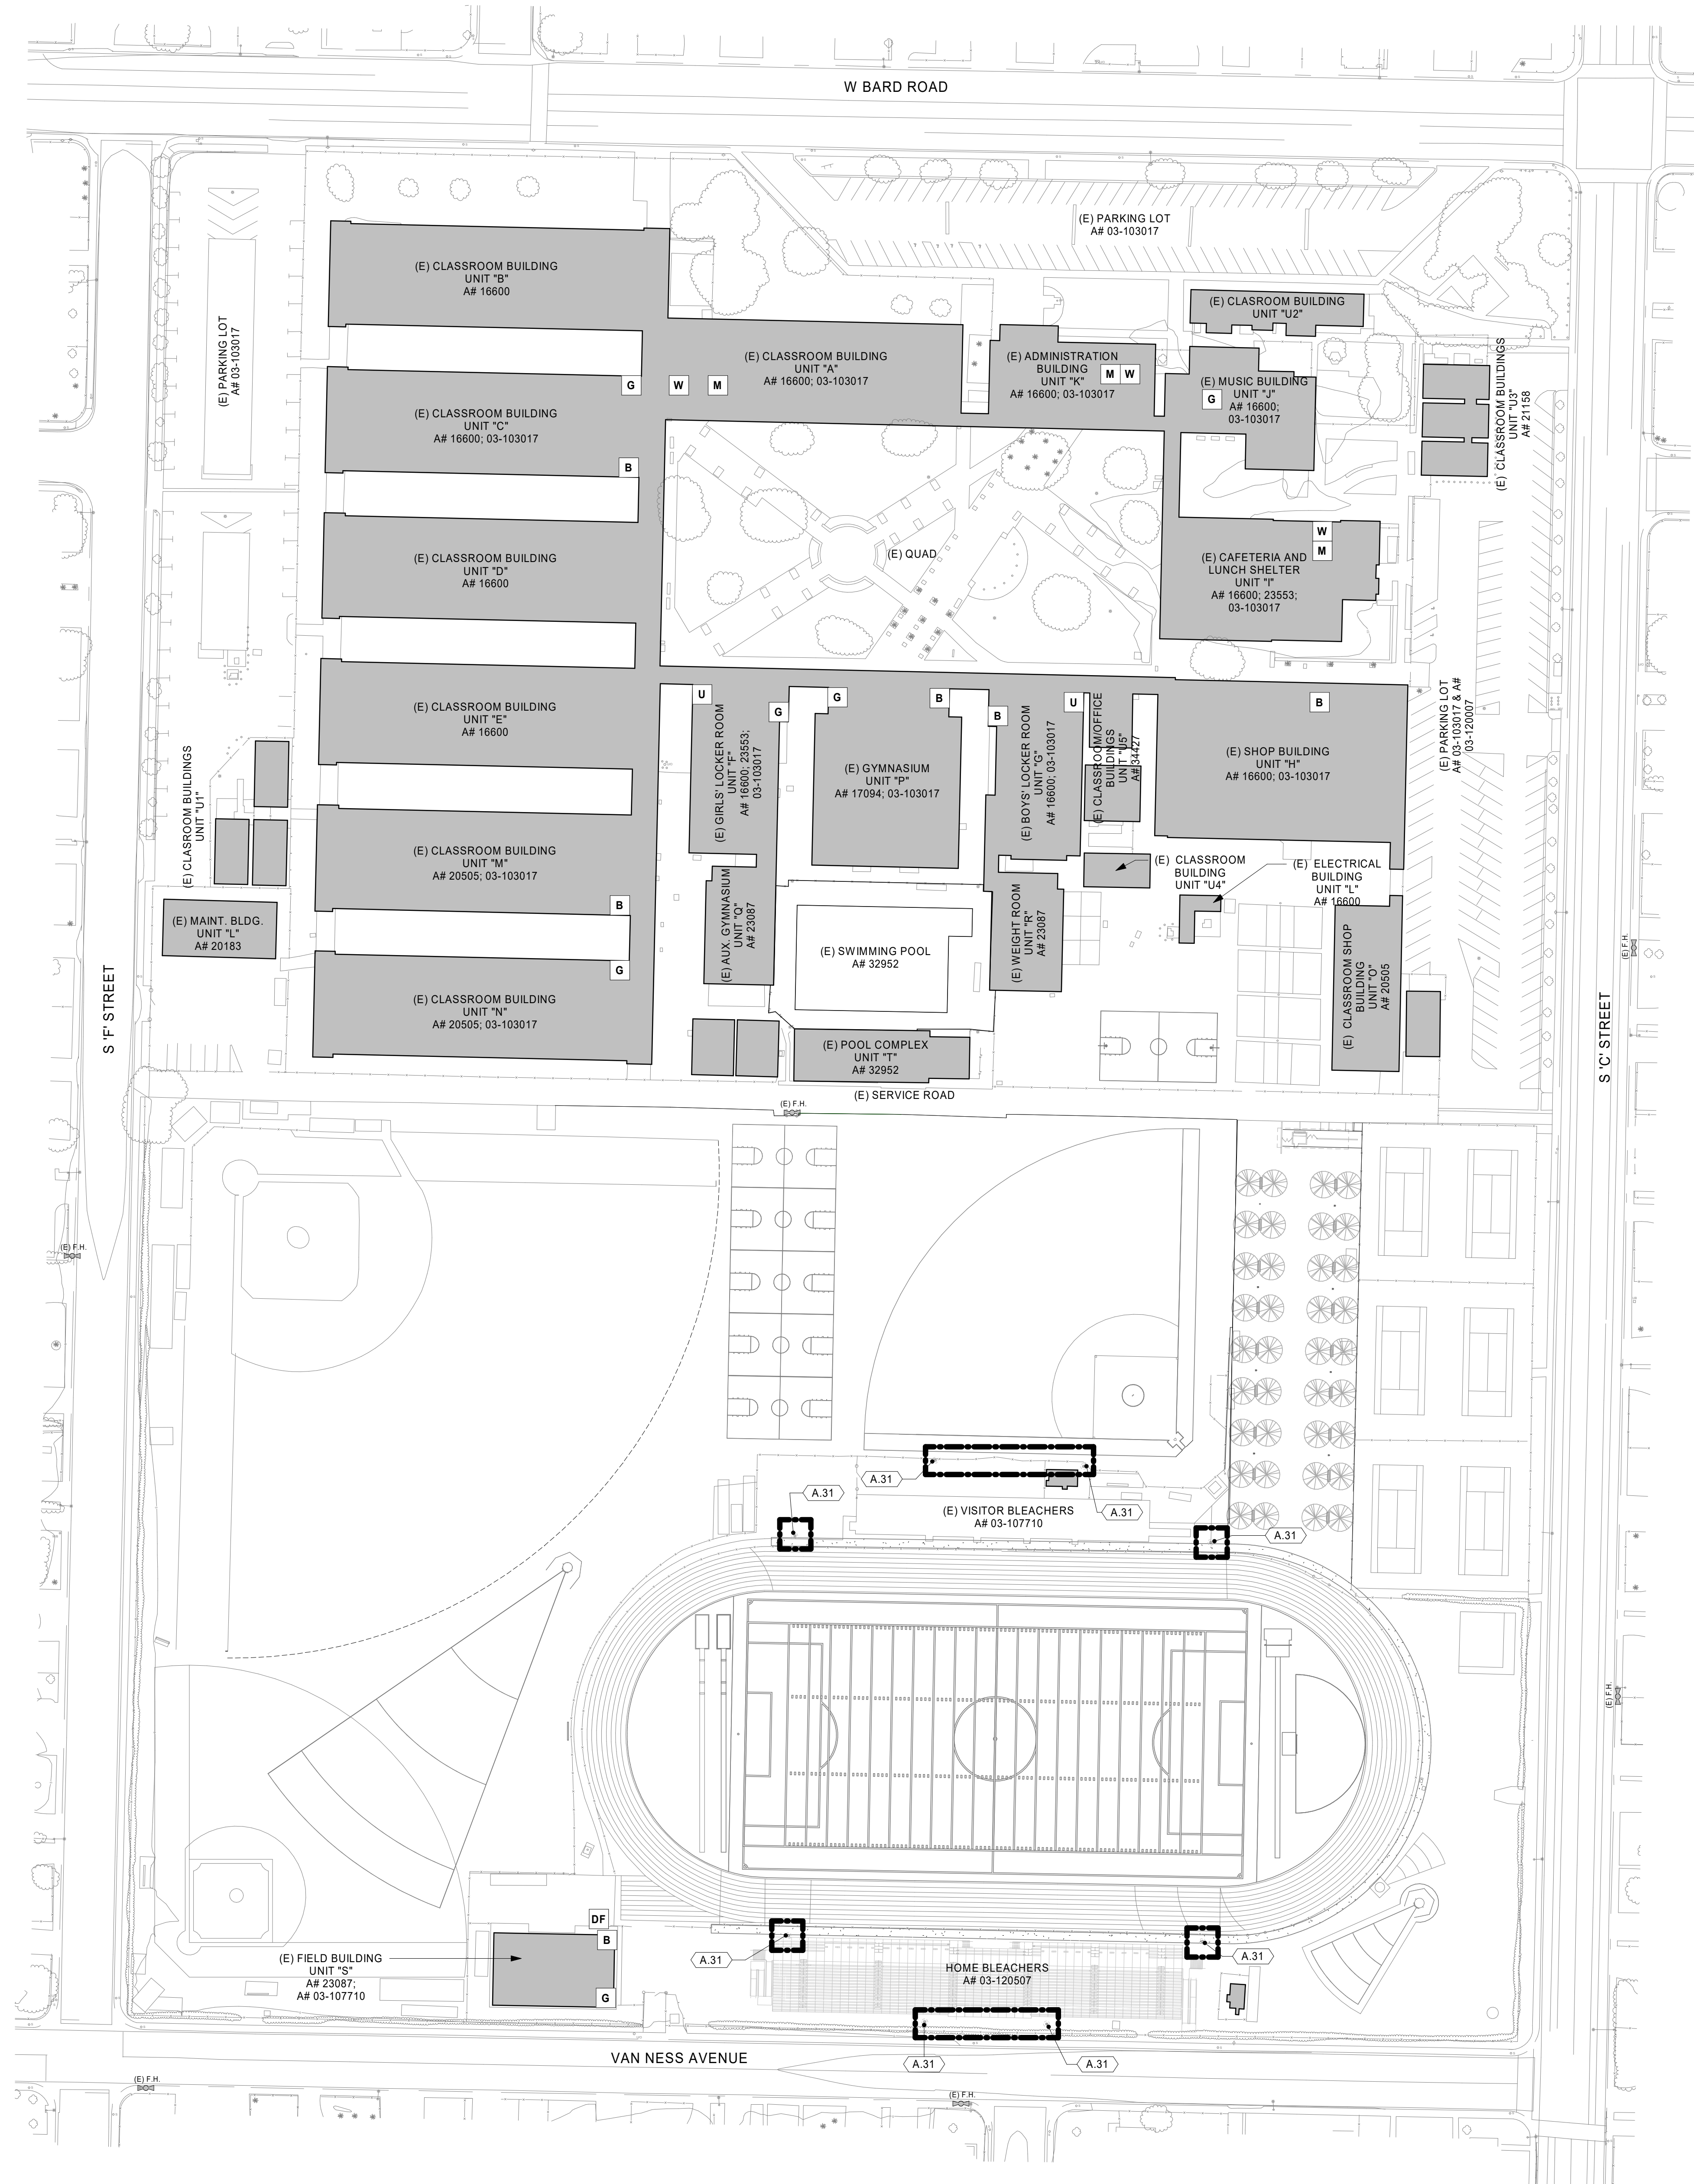 W BARD ROAD
(E) PARKING LOT
A# 03-103017
(E) CLASSROOM BUILDING
UNIT "B"
A# 16600
(E) PARKING LOT
A# 03-103017
(E) CLASROOM BUILDING
UNIT "U2"
(E) CLASSROOM BUILDING
UNIT "A"
A# 16600; 03-103017
G
W
M
(E) ADMINISTRATION
BUILDING
UNIT "K"
A# 16600; 03-103017
M
W
(E) MUSIC BUILDING
UNIT "J"
A# 16600;
03-103017
G
(E) CLASSROOM BUILDINGS
UNIT "U3"
A# 21158
(E) CLASSROOM BUILDING
UNIT "C"
A# 16600; 03-103017
B
(E) CLASSROOM BUILDING
UNIT "D"
A# 16600
(E) QUAD
W
M
(E) CAFETERIA AND
LUNCH SHELTER
UNIT "I"
A# 16600; 23553;
03-103017
(E) CLASSROOM BUILDING
UNIT "E"
A# 16600
U
G
(E) GIRLS' LOCKER ROOM
UNIT "F"
A# 16600; 23553;
03-103017
G
B
(E) GYMNASIUM
UNIT "P"
A# 17094; 03-103017
B
U
(E) BOYS' LOCKER ROOM
UNIT "G"
A# 16600; 03-103017
(E) CLASSROOM/OFFICE
BUILDINGS
UNIT "U5"
A# 34427
B
(E) SHOP BUILDING
UNIT "H"
A# 16600; 03-103017
(E) PARKING LOT
A# 03-103017 & A#
03-120007
(E) CLASROOM BUILDINGS
UNIT "U1"
(E) CLASSROOM BUILDING
UNIT "M"
A# 20505; 03-103017
B
(E) CLASSROOM
BUILDING
UNIT "U4"
(E) ELECTRICAL
BUILDING
UNIT "L"
A# 16600
(E) MAINT. BLDG.
UNIT "L"
A# 20183
(E) AUX. GYMNASIUM
UNIT "Q"
A# 23087
(E) SWIMMING POOL
A# 32952
(E) WEIGHT ROOM
UNIT "R"
A# 23087
(E) CLASSROOM SHOP
BUILDING
UNIT "O"
A# 20505
(E) F.H.
G
(E) CLASSROOM BUILDING
UNIT "N"
A# 20505; 03-103017
S 'F' STREET
S 'C' STREET
(E) POOL COMPLEX
UNIT "T"
A# 32952
(E) SERVICE ROAD
(E) F.H.
(E) F.H.
A.31
A.31
A.31
(E) VISITOR BLEACHERS
A# 03-107710
A.31
(E) F.H.
DF
B
G
(E) FIELD BUILDING
UNIT "S"
A# 23087;
03-107710
A.31
A.31
HOME BLEACHERS
A# 03-120507
A.31
A.31
VAN NESS AVENUE
(E) F.H.
(E) F.H.